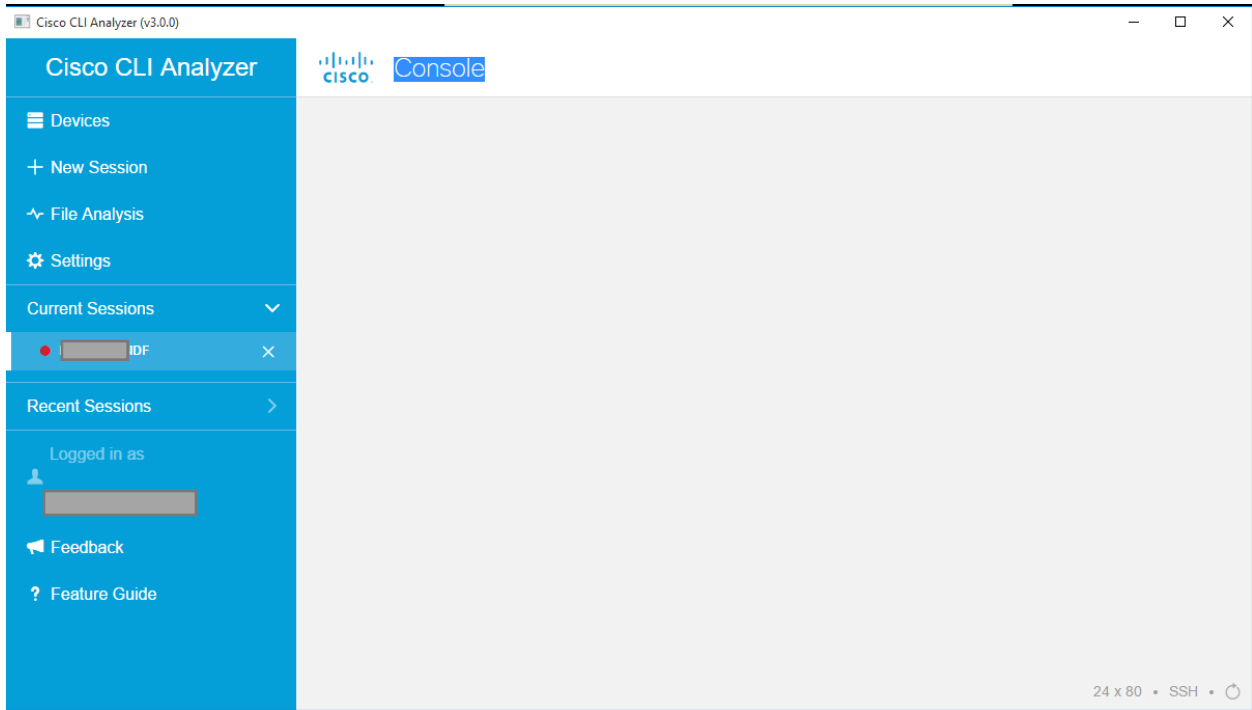 Cisco CLI Analyzer (v3.0.0)
Cisco CLI Analyzer
CISCO
Console
Devices
New Session
File Analysis
Settings
Current Sessions
IDF
Recent Sessions
Logged in as
Feedback
? Feature Guide
24 x 80 • SSH •